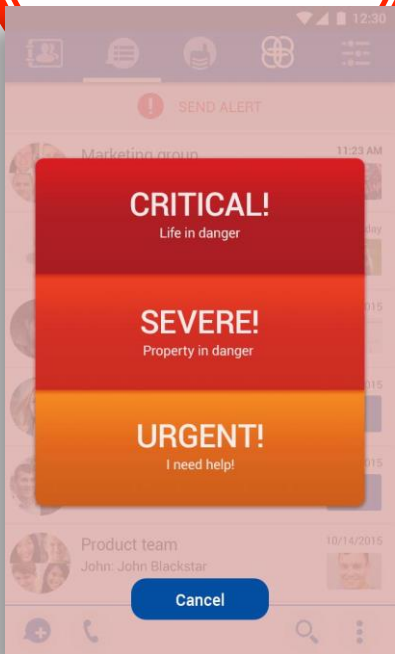 12:30
SEND ALERT
Marketing group
11:23 AM
CRITICAL!
Life in danger
SEVERE!
Property in danger
URGENT!
I need help!
Product team
10/14/2015
John: John Blackstar
Cancel